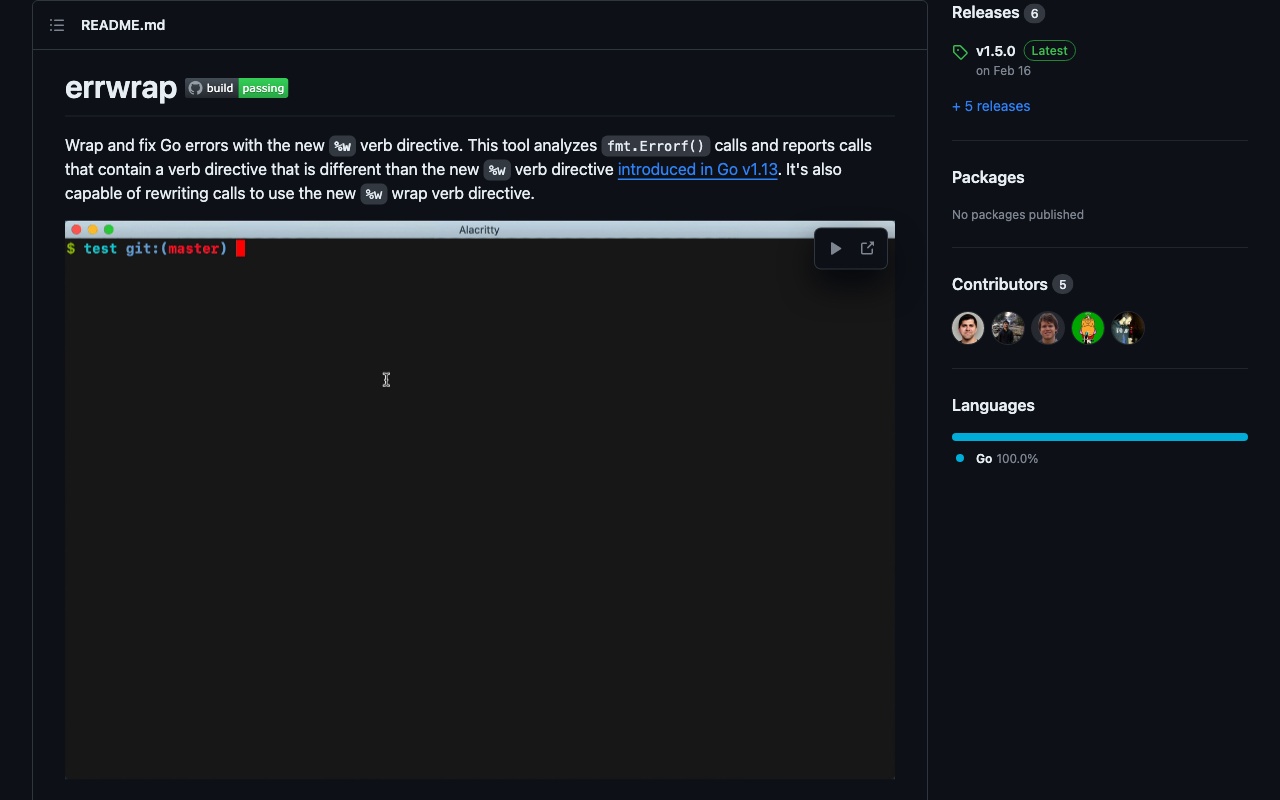 README.md
errwrap build passing
Wrap and fix Go errors with the new %w verb directive. This tool analyzes fmt.Errorf() calls and reports calls
that contain a verb directive that is different than the new %w verb directive introduced in Go v1.13. It's also
capable of rewriting calls to use the new %w wrap verb directive.
Alacritty
$ test git:(master)
Releases 6
v1.5.0 Latest
on Feb 16
+ 5 releases
Packages
No packages published
Contributors 5
Languages
Go 100.0%